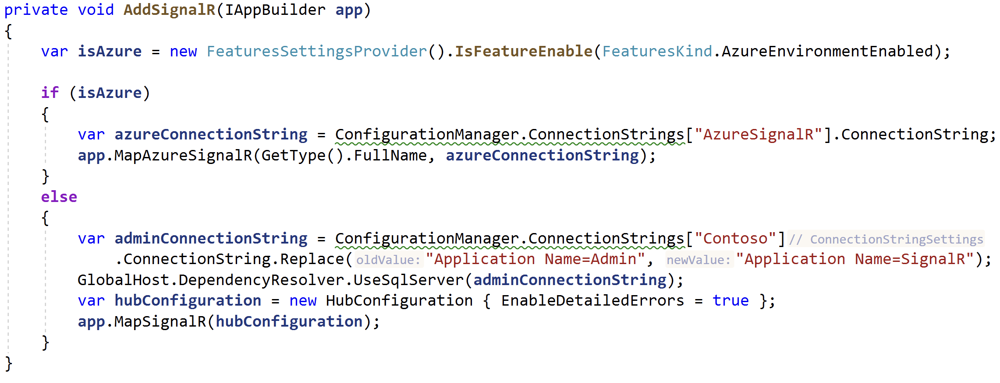 private void AddSignalR(IAppBuilder app)
{
    var isAzure = new FeaturesSettingsProvider().IsFeatureEnable(FeaturesKind.AzureEnvironmentEnabled);

    if (isAzure)
    {
        var azureConnectionString = ConfigurationManager.ConnectionStrings["AzureSignalR"].ConnectionString;
        app.MapAzureSignalR(GetType().FullName, azureConnectionString);
    }
    else
    {
        var adminConnectionString = ConfigurationManager.ConnectionStrings["Contoso"] // ConnectionStringSettings
            .ConnectionString.Replace( oldValue: "Application Name=Admin", newValue: "Application Name=SignalR");
        GlobalHost.DependencyResolver.UseSqlServer(adminConnectionString);
        var hubConfiguration = new HubConfiguration { EnableDetailedErrors = true };
        app.MapSignalR(hubConfiguration);
    }
}